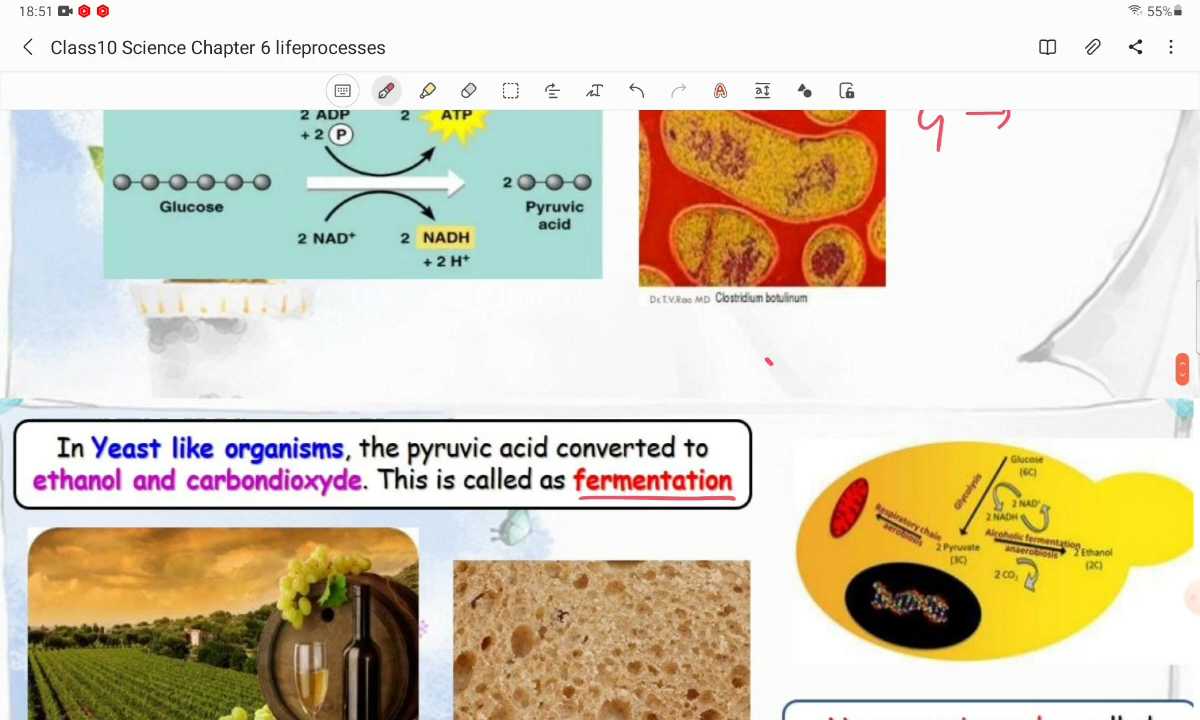 18:51
55%
Class10 Science Chapter 6 lifeprocesses
2 ADP
+ 2 P
2 ATP
Glucose
2
Pyruvic
acid
2 NAD⁺
2 NADH
+ 2 H⁺
Dr.T.V.Rao MD Clostridium botulinum
In Yeast like organisms, the pyruvic acid converted to
ethanol and carbondioxyde. This is called as fermentation
Glucose
(6C)
Glycolysis
2 NAD⁺
2 NADH
Respiratory chain
aerobiosis
Alcoholic fermentation
anaerobiosis
2 Pyruvate
(3C)
2 Ethanol
(2C)
2 CO₂